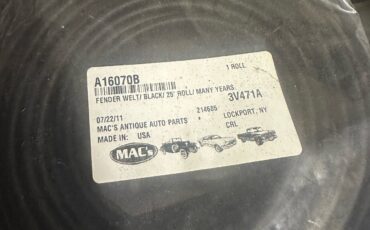 A16070B 1 ROLL
FENDER WELT/ BLACK/ 25' ROLL/ MANY YEARS
3V471A
07/22/11 214686 LOCKPORT, NY
MAC'S ANTIQUE AUTO PARTS CRL
MADE IN: USA
MAC's